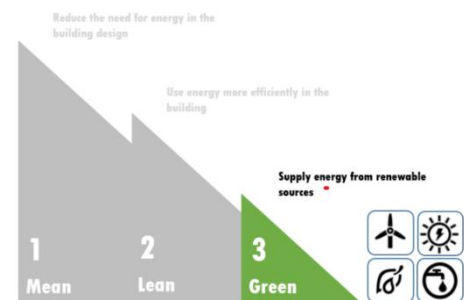 Reduce the need for energy in the
building design
Use energy more efficiently in the
building
Supply energy from renewable
sources
1
Mean
2
Lean
3
Green